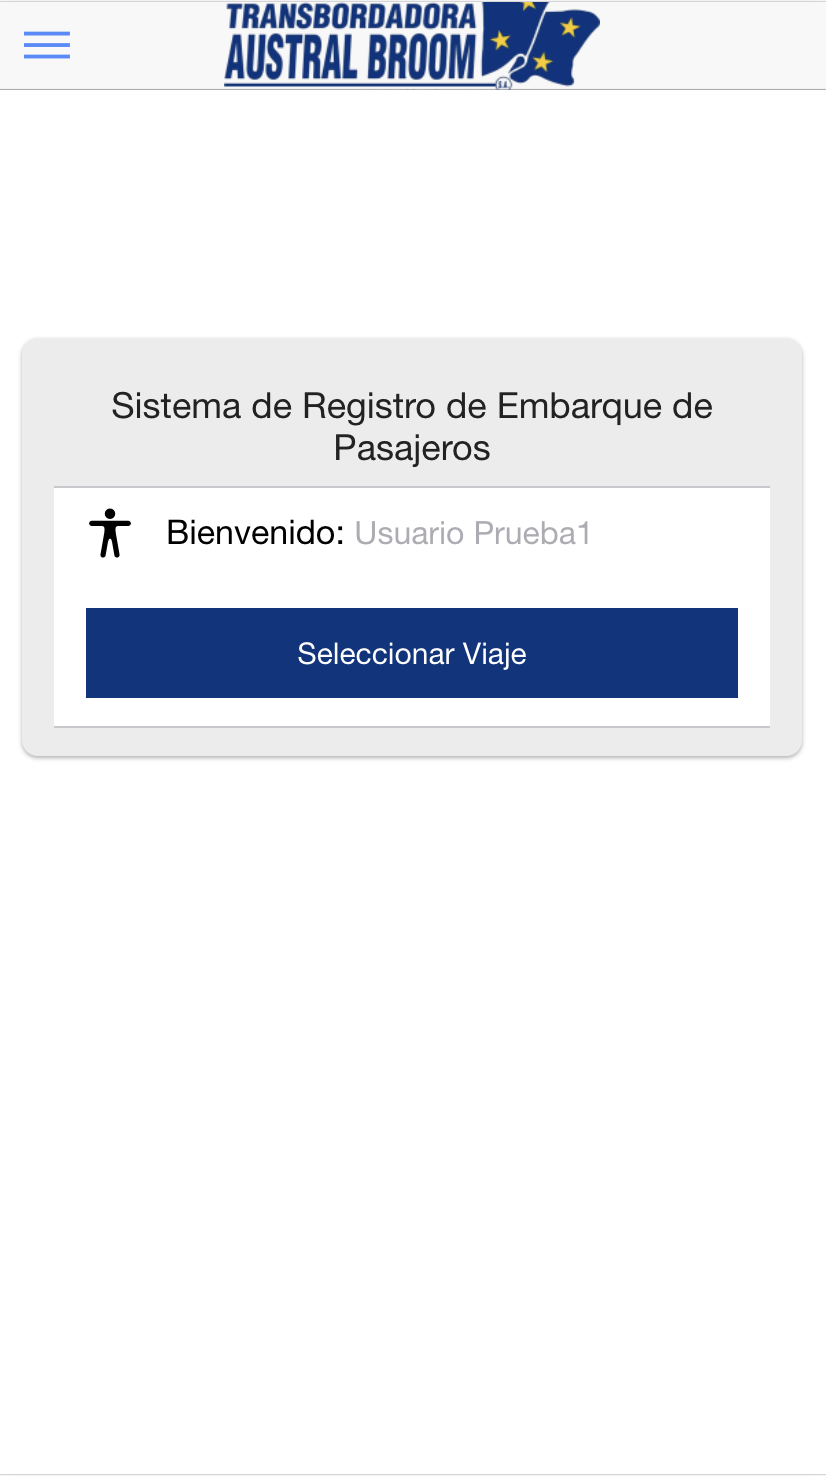 TRANSBORDADORA
AUSTRAL BROOM
Sistema de Registro de Embarque de
Pasajeros
Bienvenido: Usuario Prueba1
Seleccionar Viaje